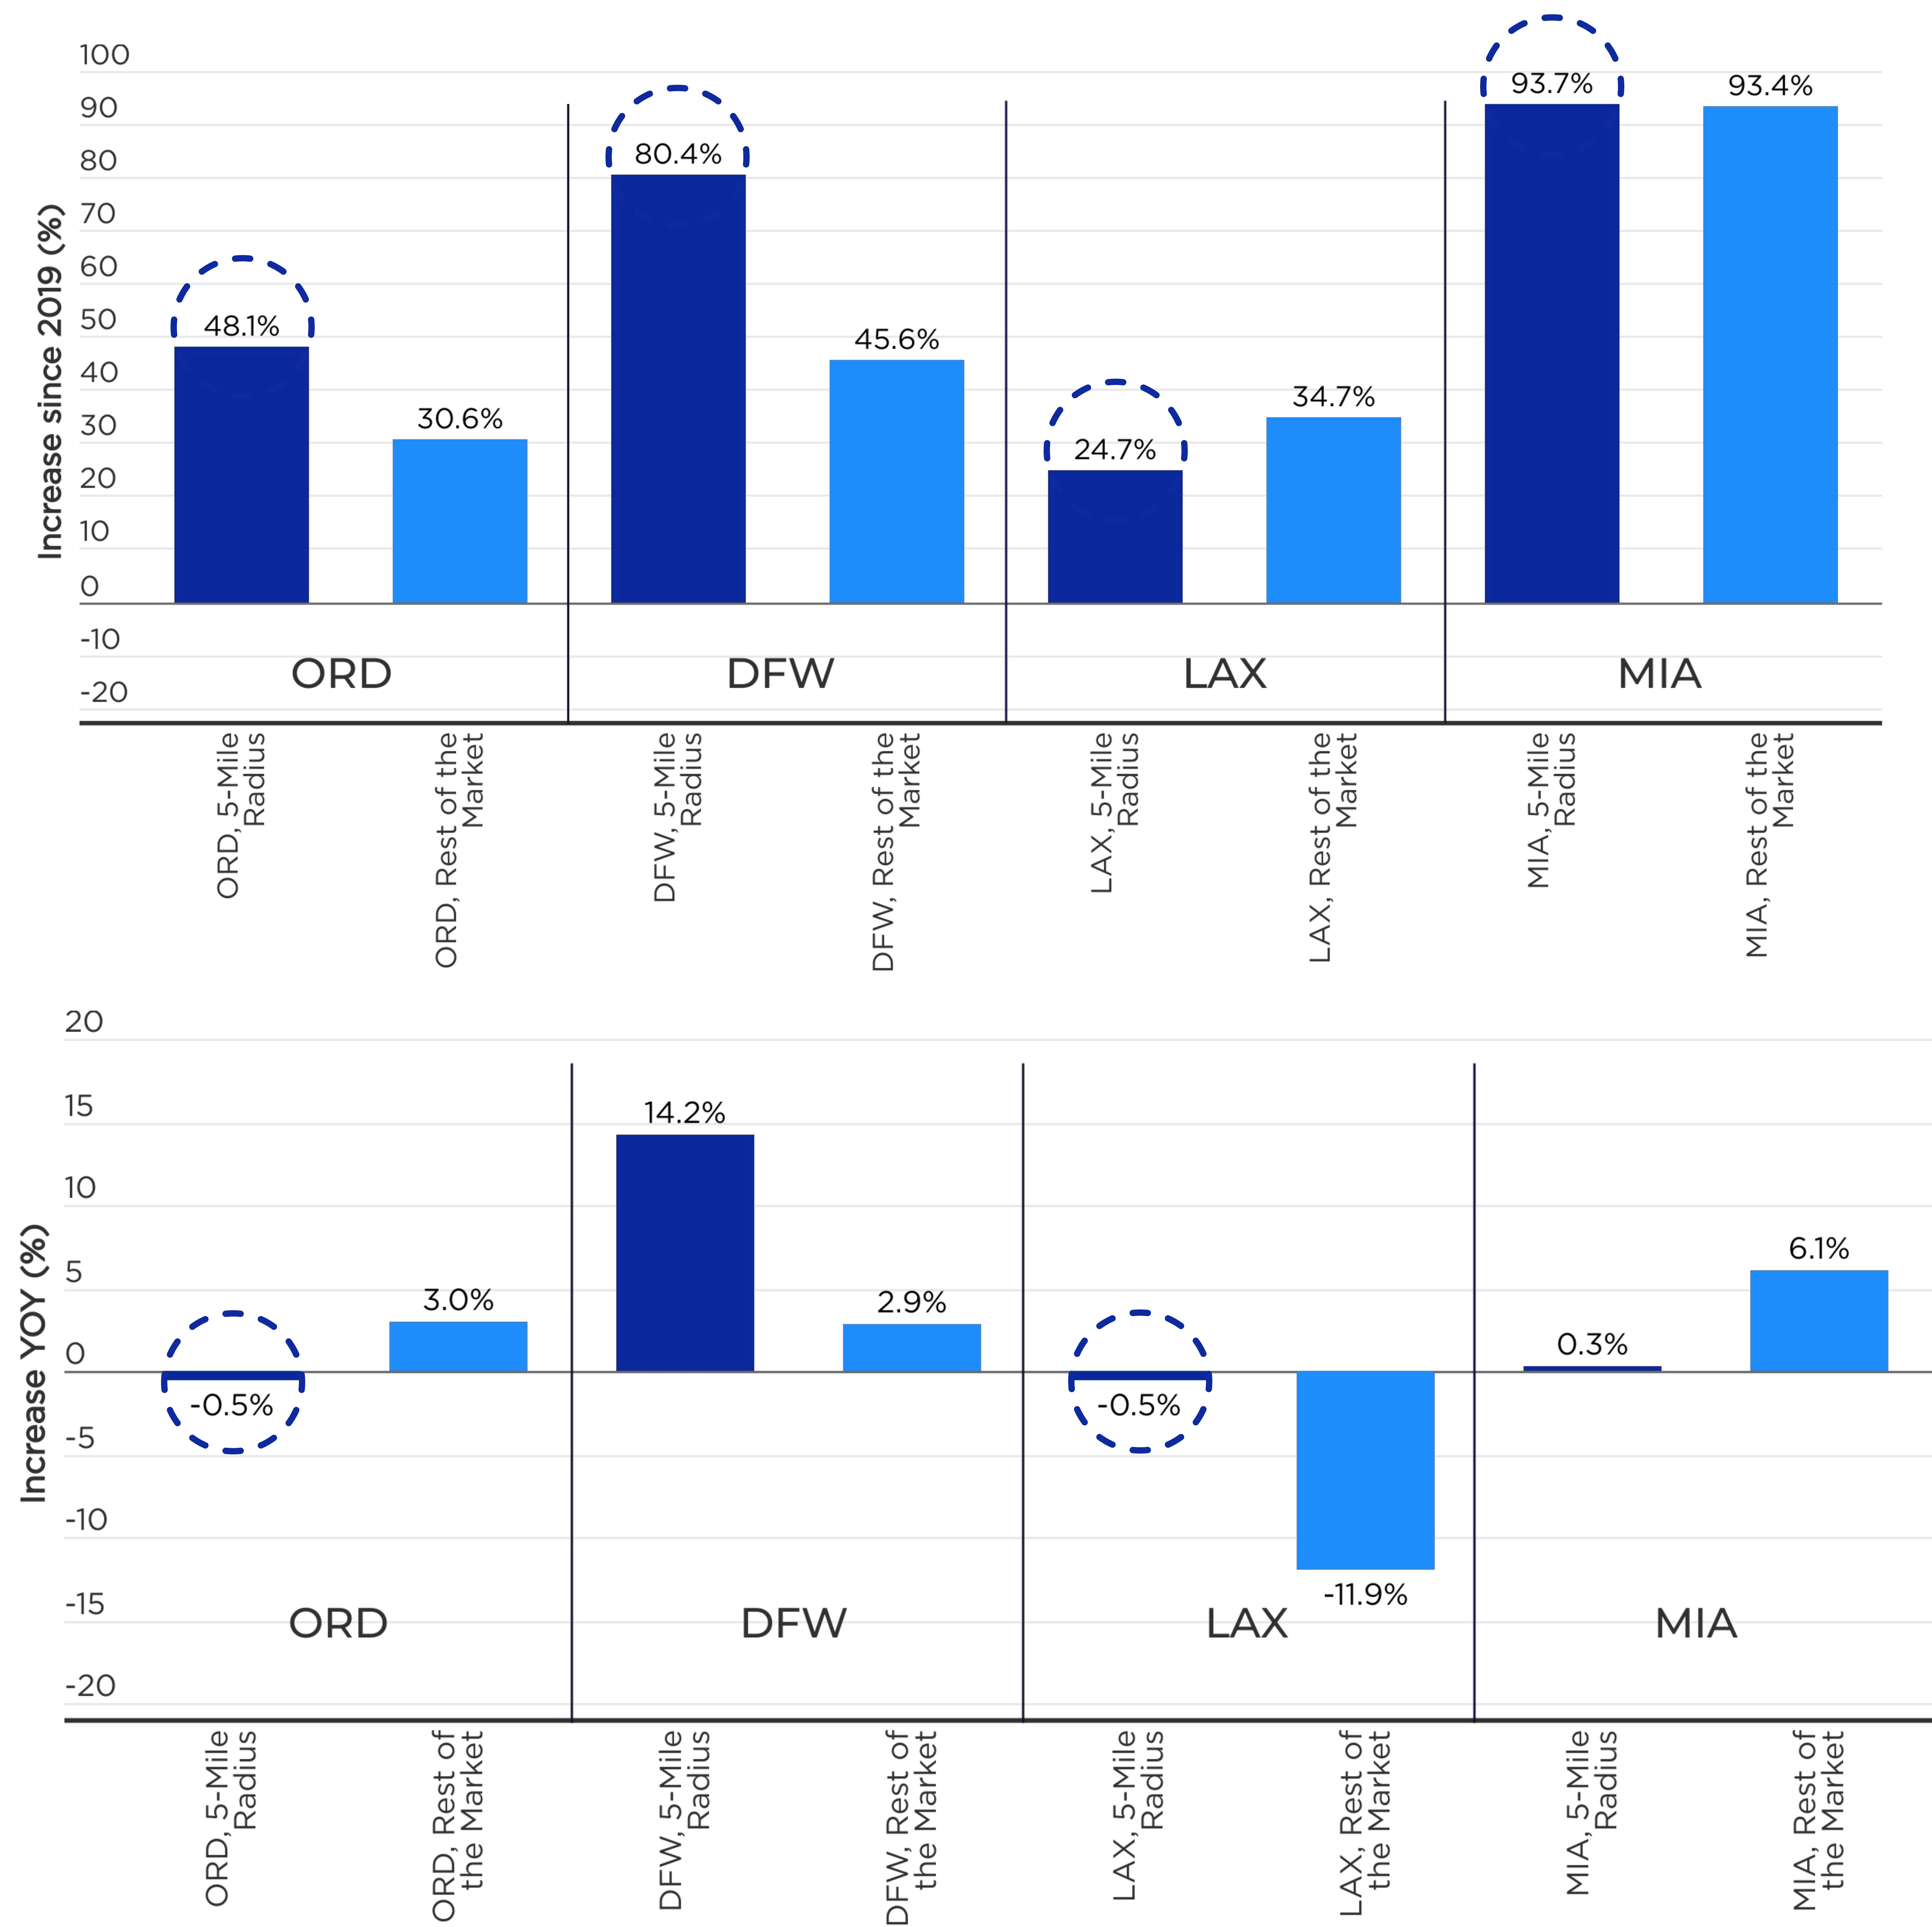 100
90
80
70
60
50
40
30
20
10
0
-10
-20
Increase since 2019 (%)
48.1%
30.6%
80.4%
45.6%
24.7%
34.7%
93.7%
93.4%
ORD
DFW
LAX
MIA
ORD, 5-Mile
Radius
ORD, Rest of the
Market
DFW, 5-Mile
Radius
DFW, Rest of the
Market
LAX, 5-Mile
Radius
LAX, Rest of the
Market
MIA, 5-Mile
Radius
MIA, Rest of the
Market
20
15
10
5
0
-5
-10
-15
-20
Increase YOY (%)
-0.5%
3.0%
14.2%
2.9%
-0.5%
-11.9%
0.3%
6.1%
ORD
DFW
LAX
MIA
ORD, 5-Mile
Radius
ORD, Rest of
the Market
DFW, 5-Mile
Radius
DFW, Rest of
the Market
LAX, 5-Mile
Radius
LAX, Rest of
the Market
MIA, 5-Mile
Radius
MIA, Rest of
the Market